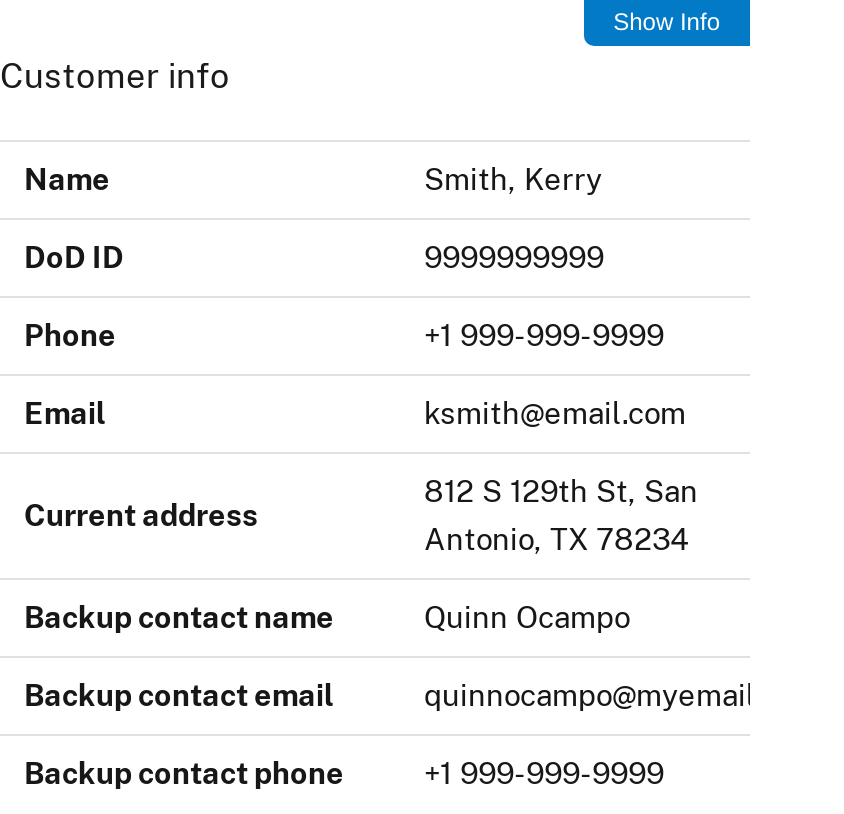 Show Info
Customer info
Name Smith, Kerry
DoD ID 9999999999
Phone +1 999-999-9999
Email ksmith@email.com
Current address 812 S 129th St, San
Antonio, TX 78234
Backup contact name Quinn Ocampo
Backup contact email quinnocampo@myemail
Backup contact phone +1 999-999-9999